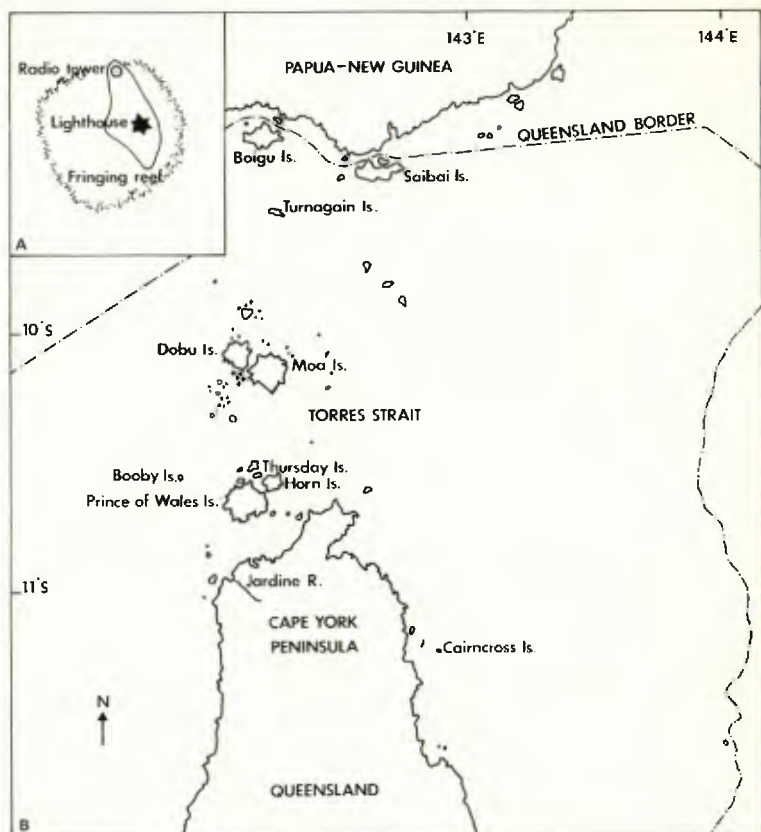 143°E
144°E
PAPUA-NEW GUINEA
Radio tower
Lighthouse
Fringing reef
A
QUEENSLAND BORDER
Boigu Is.
Saibai Is.
Turnagain Is.
10°S
Dobu Is.
Moa Is.
TORRES STRAIT
Thursday Is.
Booby Is.
Horn Is.
Prince of Wales Is.
11°S
Jardine R.
CAPE YORK
PENINSULA
Cairncross Is.
N
QUEENSLAND
B